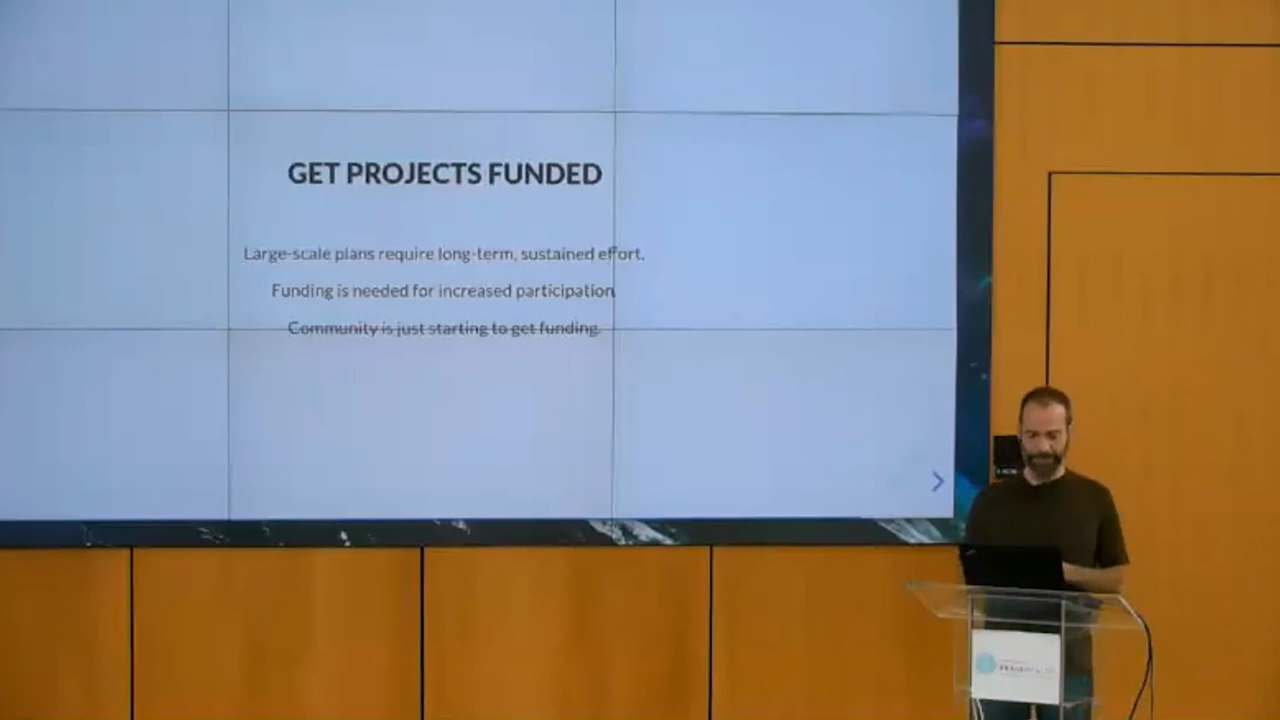 GET PROJECTS FUNDED
Large-scale plans require long-term, sustained effort.
Funding is needed for increased participation
Community is just starting to get funding.